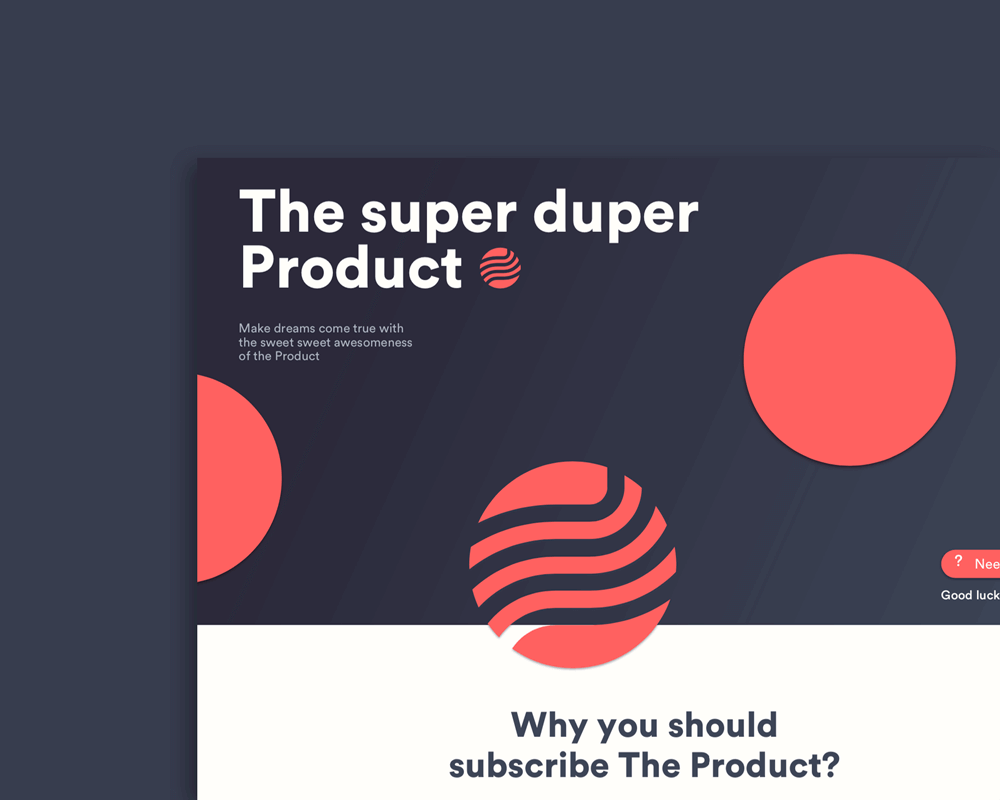 The super duper
Product
Make dreams come true with
the sweet sweet awesomeness
of the Product
? Nee
Good luck
Why you should
subscribe The Product?